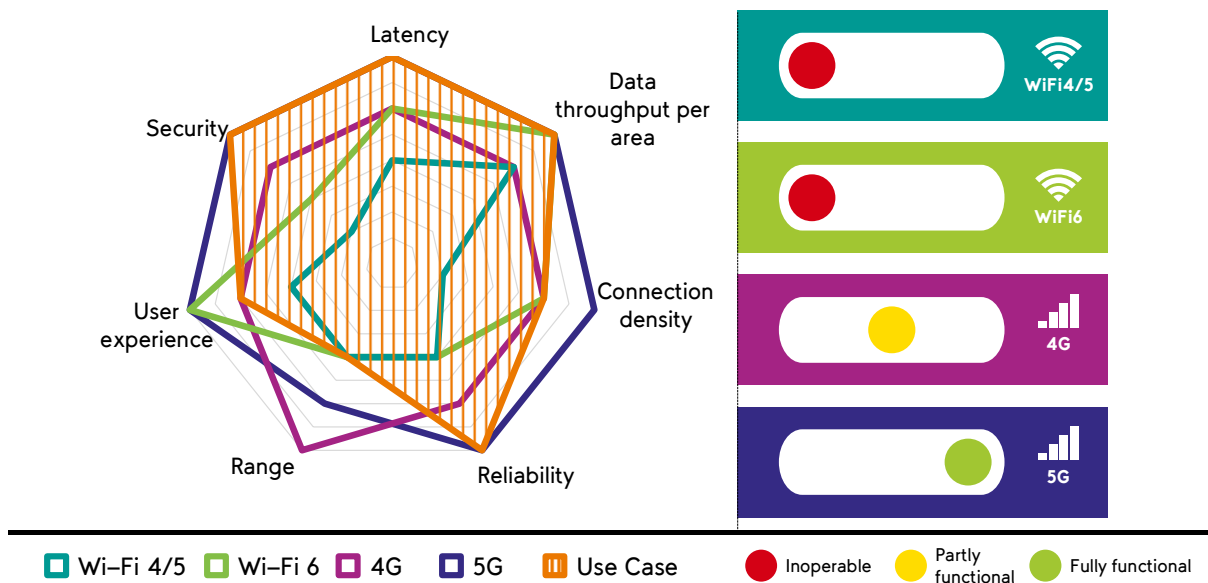 Latency
Data
throughput per
area
Security
Connection
density
User
experience
Range
Reliability
WiFi4/5
WiFi6
4G
5G
Wi–Fi 4/5
Wi–Fi 6
4G
5G
Use Case
Inoperable
Partly
functional
Fully functional